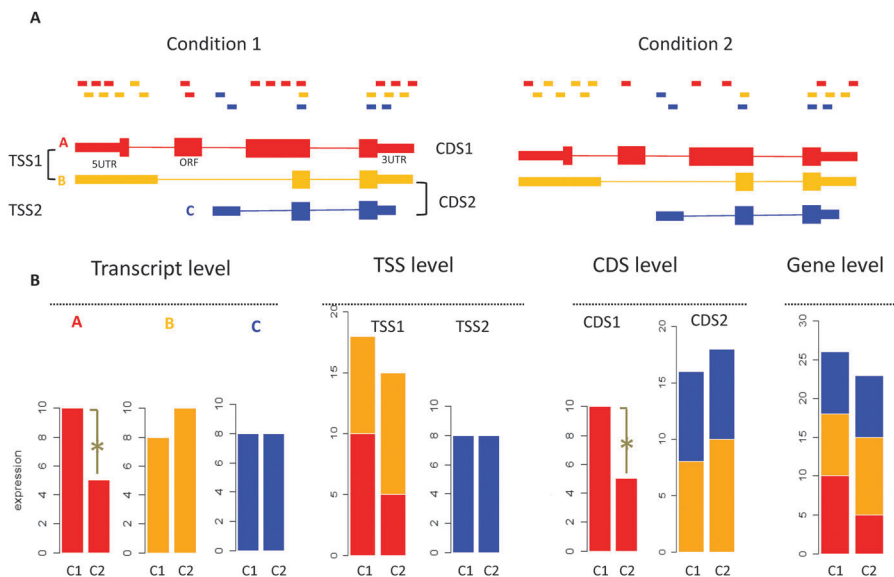 A
Condition 1
Condition 2
A
CDS1
TSS1
5UTR
ORF
3UTR
B
CDS2
TSS2
C
B
Transcript level
TSS level
CDS level
Gene level
A
B
C
TSS1
TSS2
CDS1
CDS2
expression
0 2 4 6 8 10
0 2 4 6 8 10
0 2 4 6 8 10
0 5 10 15 20
0 2 4 6 8 10
0 2 4 6 8 10
0 5 10 15 20
0 5 10 15 20 25 30
C1 C2
C1 C2
C1 C2
C1 C2
C1 C2
C1 C2
C1 C2
C1 C2